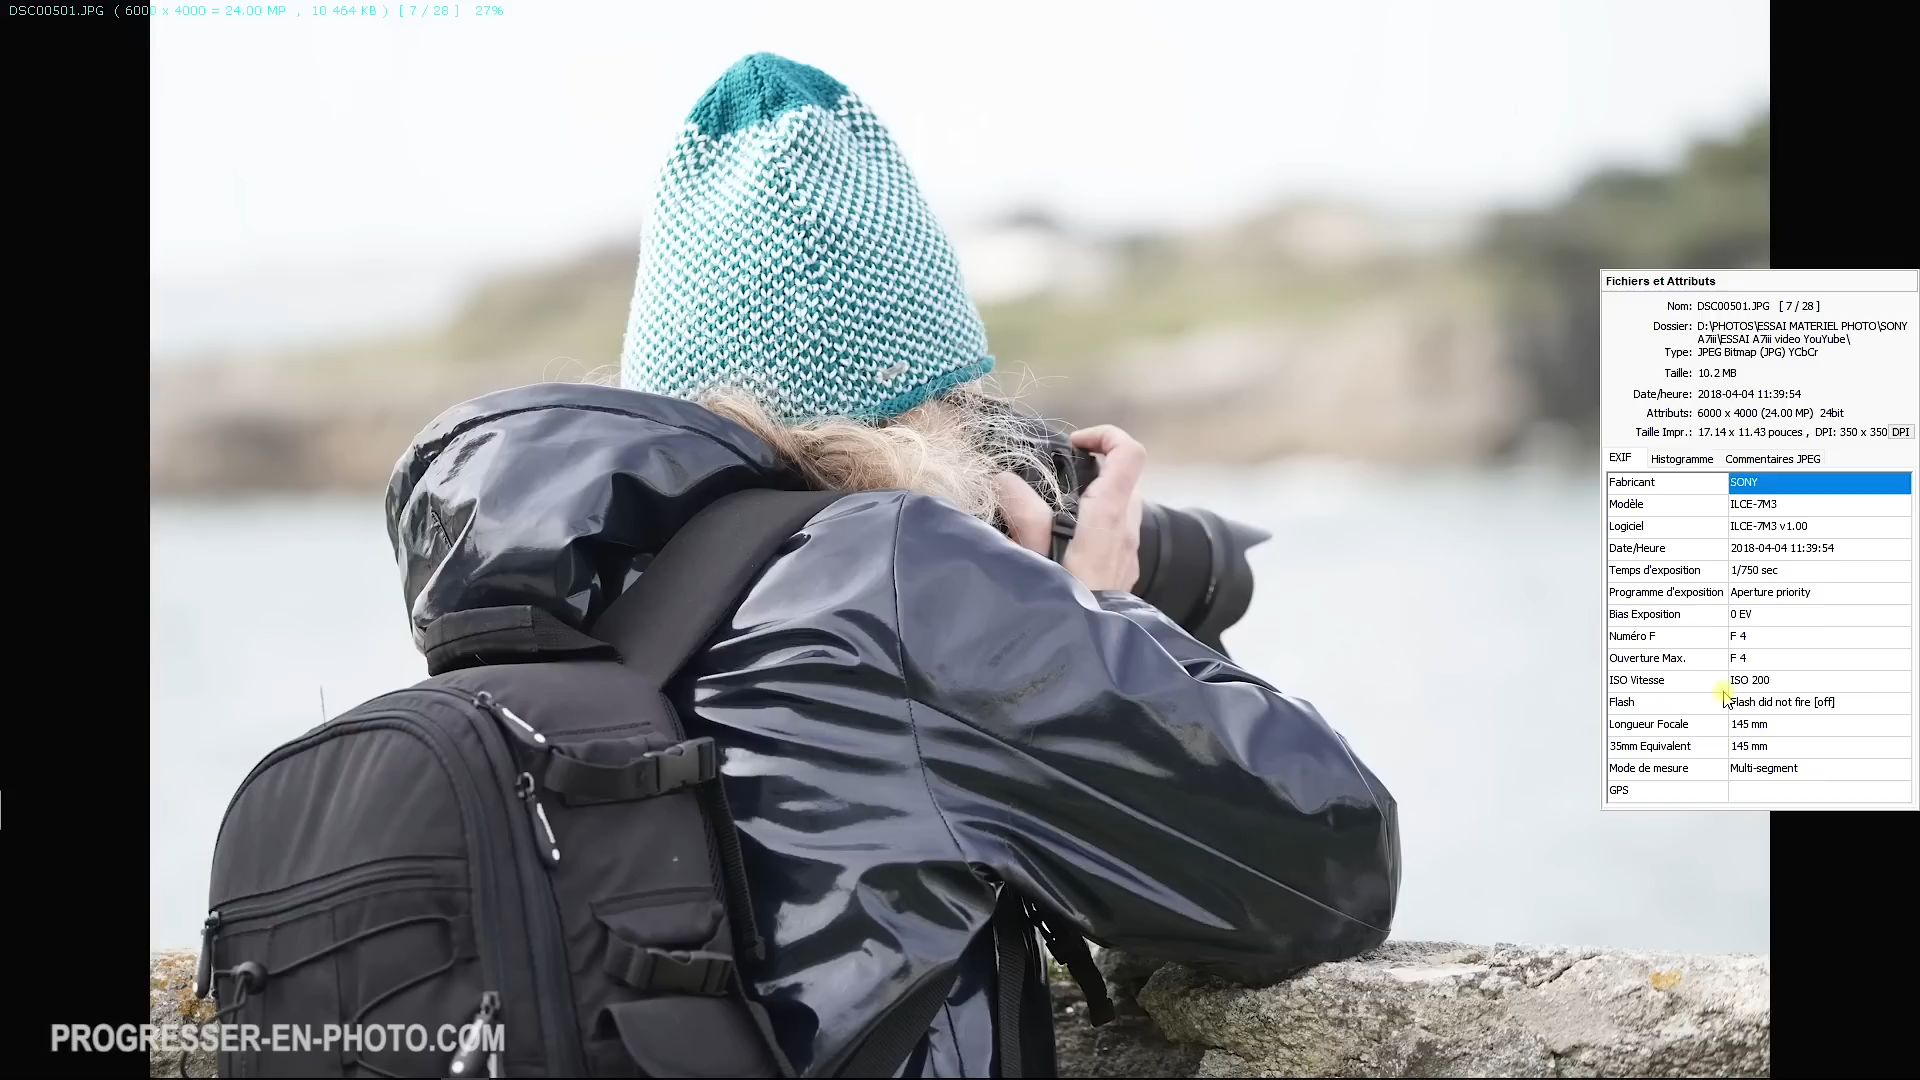 DSC00501.JPG ( 6000 x 4000 = 24.00 MP , 10 464 KB ) [ 7 / 28 ] 27%
Fichiers et Attributs
Nom: DSC00501.JPG [ 7 / 28 ]
Dossier: D:\PHOTOS\ESSAI MATERIEL PHOTO\SONY
A7iii\ESSAI A7iii video YouYube\
Type: JPEG Bitmap (JPG) YCbCr
Taille: 10.2 MB
Date/heure: 2018-04-04 11:39:54
Attributs: 6000 x 4000 (24.00 MP) 24bit
Taille Impr.: 17.14 x 11.43 pouces , DPI: 350 x 350 DPI
EXIF Histogramme Commentaires JPEG
Fabricant SONY
Modèle ILCE-7M3
Logiciel ILCE-7M3 v1.00
Date/Heure 2018-04-04 11:39:54
Temps d'exposition 1/750 sec
Programme d'exposition Aperture priority
Bias Exposition 0 EV
Numéro F F 4
Ouverture Max. F 4
ISO Vitesse ISO 200
Flash Flash did not fire [off]
Longueur Focale 145 mm
35mm Equivalent 145 mm
Mode de mesure Multi-segment
GPS
PROGRESSER-EN-PHOTO.COM